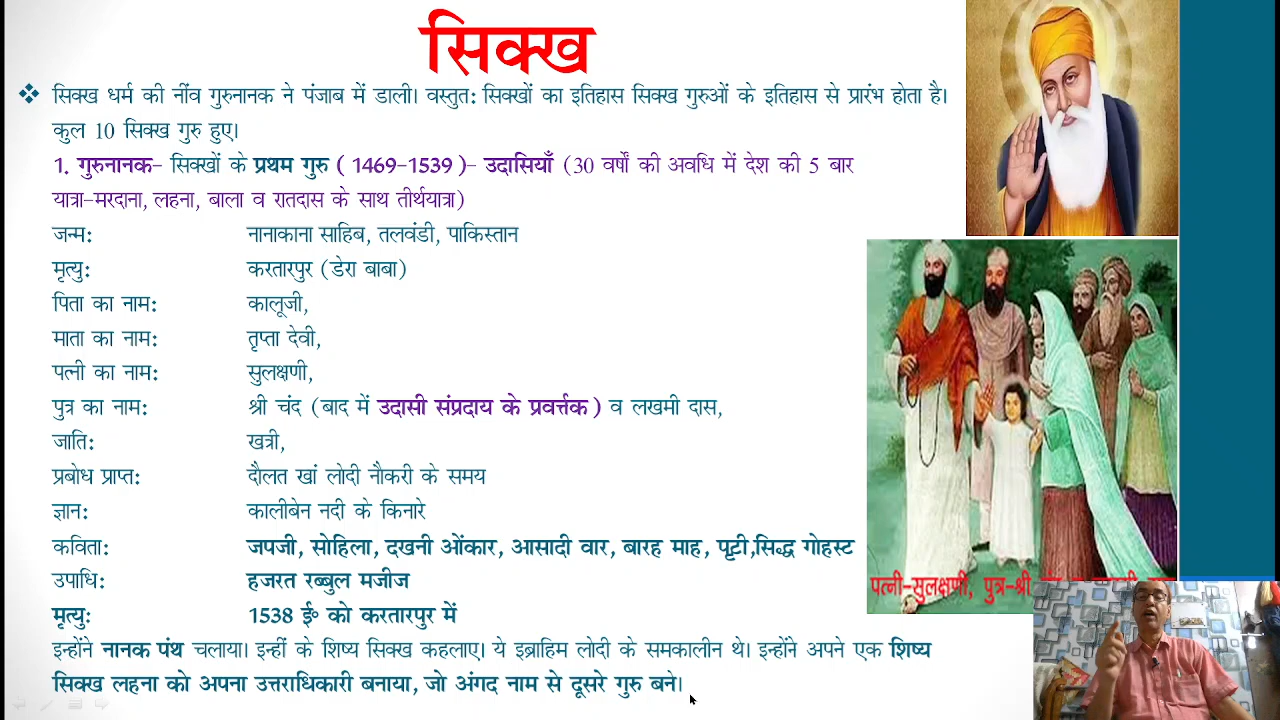 सिक्ख
❖ सिक्ख धर्म की नींव गुरुनानक ने पंजाब में डाली। वस्तुत: सिक्खों का इतिहास सिक्ख गुरुओं के इतिहास से प्रारंभ होता है।
कुल 10 सिक्ख गुरु हुए।
1. गुरुनानक- सिक्खों के प्रथम गुरु ( 1469-1539 )- उदासियाँ (30 वर्षों की अवधि में देश की 5 बार
यात्रा-मरदाना, लहना, बाला व रातदास के साथ तीर्थयात्रा)
जन्म: नानाकाना साहिब, तलवंडी, पाकिस्तान
मृत्यु: करतारपुर (डेरा बाबा)
पिता का नाम: कालूजी,
माता का नाम: तृप्ता देवी,
पत्नी का नाम: सुलक्षणी,
पुत्र का नाम: श्री चंद (बाद में उदासी संप्रदाय के प्रवर्त्तक) व लखमी दास,
जाति: खत्री,
प्रबोध प्राप्त: दौलत खां लोदी नौकरी के समय
ज्ञान: कालीबेन नदी के किनारे
कविता: जपजी, सोहिला, दखनी ओंकार, आसादी वार, बारह माह, पृट्टी,सिद्ध गोहस्ट
उपाधि: हजरत रब्बुल मजीज
मृत्यु: 1538 ई॰ को करतारपुर में
इन्होंने नानक पंथ चलाया। इन्हीं के शिष्य सिक्ख कहलाए। ये इब्राहिम लोदी के समकालीन थे। इन्होंने अपने एक शिष्य
सिक्ख लहना को अपना उत्तराधिकारी बनाया, जो अंगद नाम से दूसरे गुरु बने।
पत्नी-सुलक्षणी, पुत्र-श्री